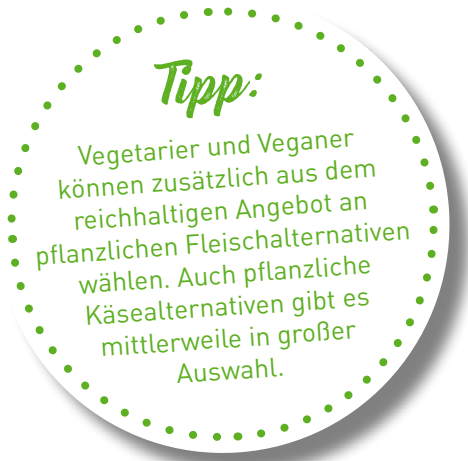 Tipp:
Vegetarier und Veganer
können zusätzlich aus dem
reichhaltigen Angebot an
pflanzlichen Fleischalternativen
wählen. Auch pflanzliche
Käsealternativen gibt es
mittlerweile in großer
Auswahl.